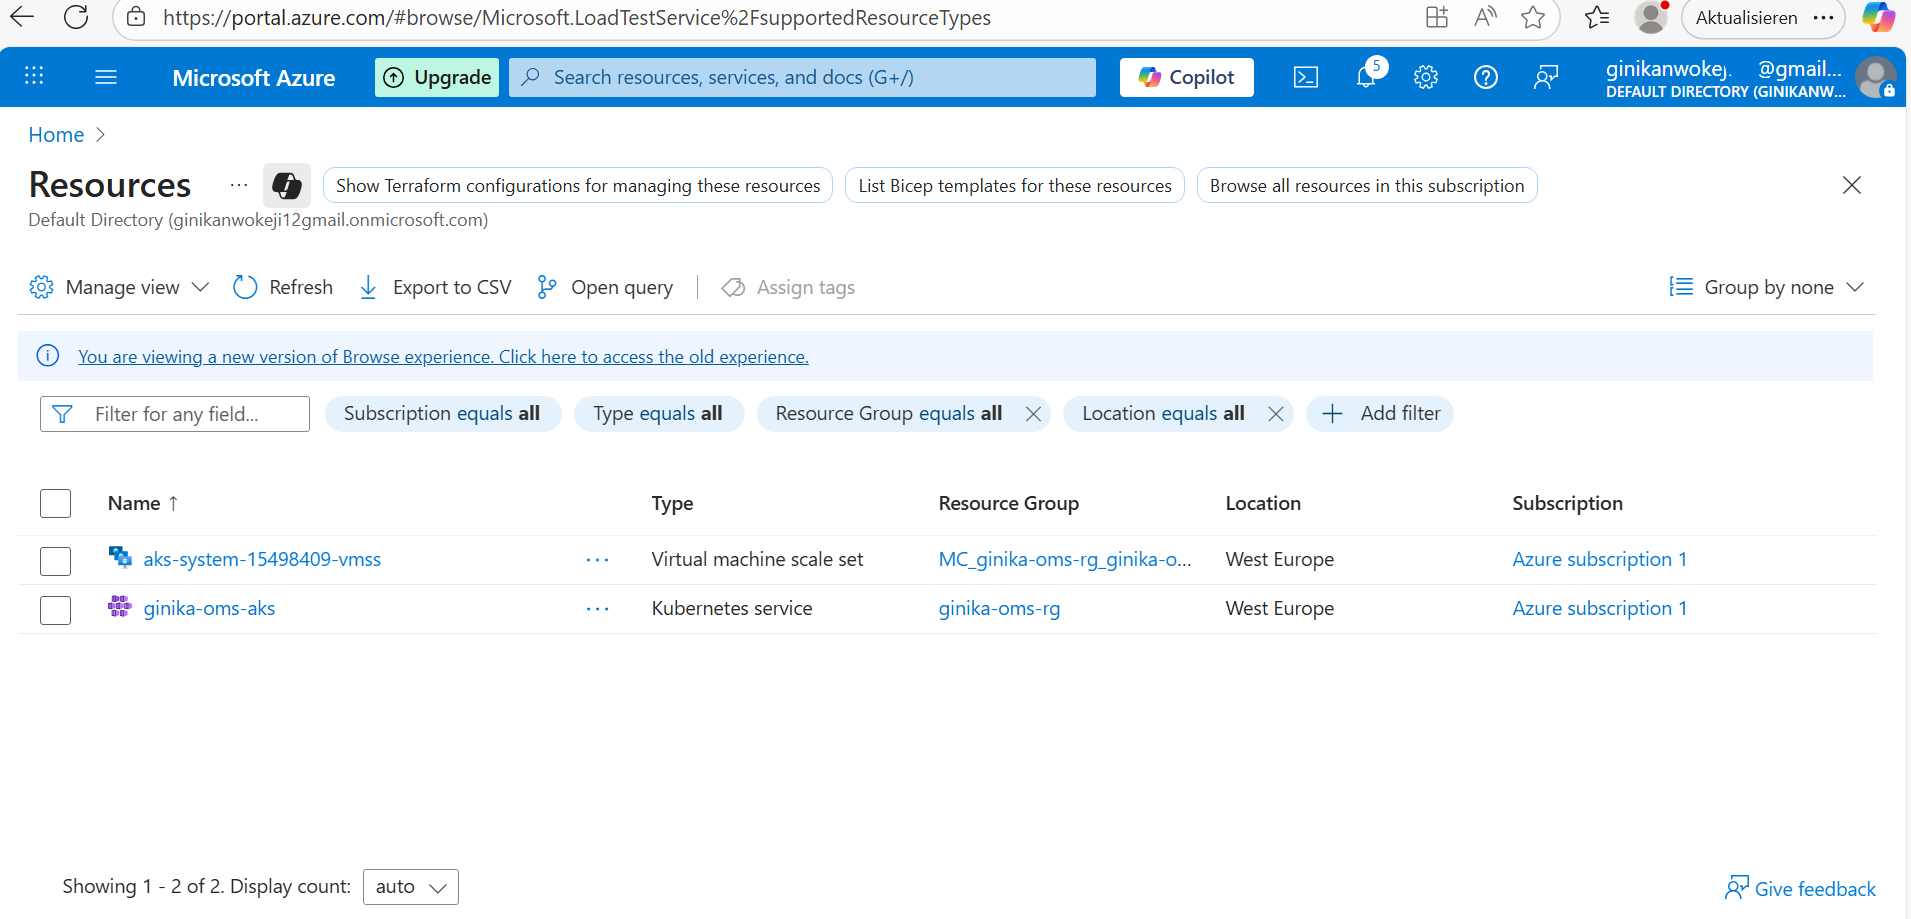 https://portal.azure.com/#browse/Microsoft.LoadTestService%2FsupportedResourceTypes
Aktualisieren
Microsoft Azure
Upgrade
Search resources, services, and docs (G+/)
Copilot
5
ginikanwokej. @gmail...
DEFAULT DIRECTORY (GINIKANW...
Home
Resources
Show Terraform configurations for managing these resources
List Bicep templates for these resources
Browse all resources in this subscription
Default Directory (ginikanwokeji12gmail.onmicrosoft.com)
Manage view
Refresh
Export to CSV
Open query
Assign tags
Group by none
You are viewing a new version of Browse experience. Click here to access the old experience.
Filter for any field...
Subscription equals all
Type equals all
Resource Group equals all
Location equals all
Add filter
Name ↑ Type Resource Group Location Subscription
aks-system-15498409-vmss ... Virtual machine scale set MC_ginika-oms-rg_ginika-o... West Europe Azure subscription 1
ginika-oms-aks ... Kubernetes service ginika-oms-rg West Europe Azure subscription 1
Showing 1 - 2 of 2. Display count: auto
Give feedback